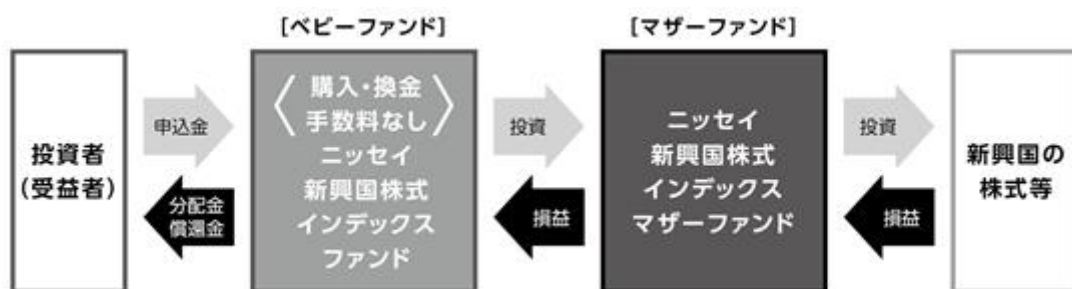 [ベビーファンド]
[マザーファンド]
投資者
(受益者)
申込金
分配金
償還金
〈購入・換金
手数料なし〉
ニッセイ
新興国株式
インデックス
ファンド
投資
損益
ニッセイ
新興国株式
インデックス
マザーファンド
投資
損益
新興国の
株式等